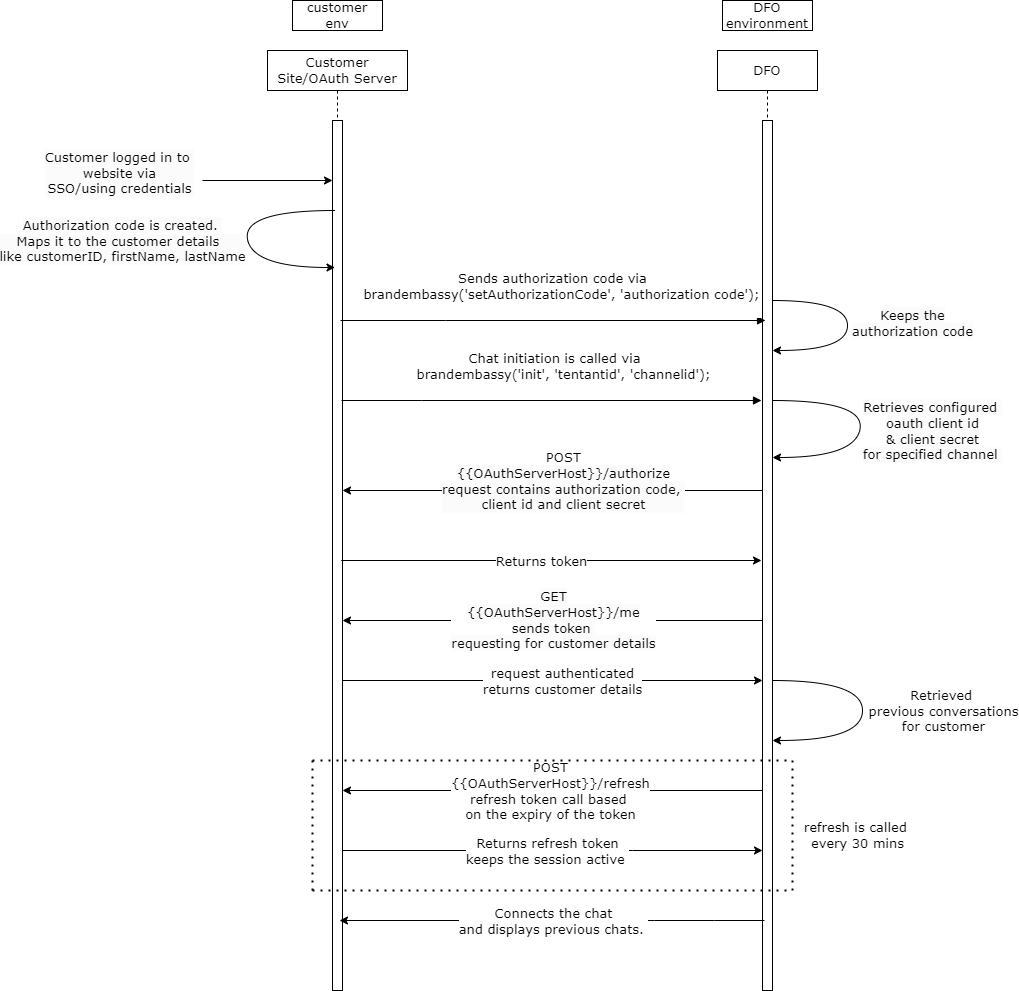 customer
env
DFO
environment
Customer
Site/OAuth Server
DFO
Customer logged in to
website via
SSO/using credentials
Authorization code is created.
Maps it to the customer details
like customerID, firstName, lastName
Sends authorization code via
brandembassy('setAuthorizationCode', 'authorization code');
Keeps the
authorization code
Chat initiation is called via
brandembassy('init', 'tentantid', 'channelid');
Retrieves configured
oauth client id
& client secret
for specified channel
POST
{{OAuthServerHost}}/authorize
request contains authorization code,
client id and client secret
Returns token
GET
{{OAuthServerHost}}/me
sends token
requesting for customer details
request authenticated
returns customer details
Retrieved
previous conversations
for customer
POST
{{OAuthServerHost}}/refresh
refresh token call based
on the expiry of the token
refresh is called
every 30 mins
Returns refresh token
keeps the session active
Connects the chat
and displays previous chats.